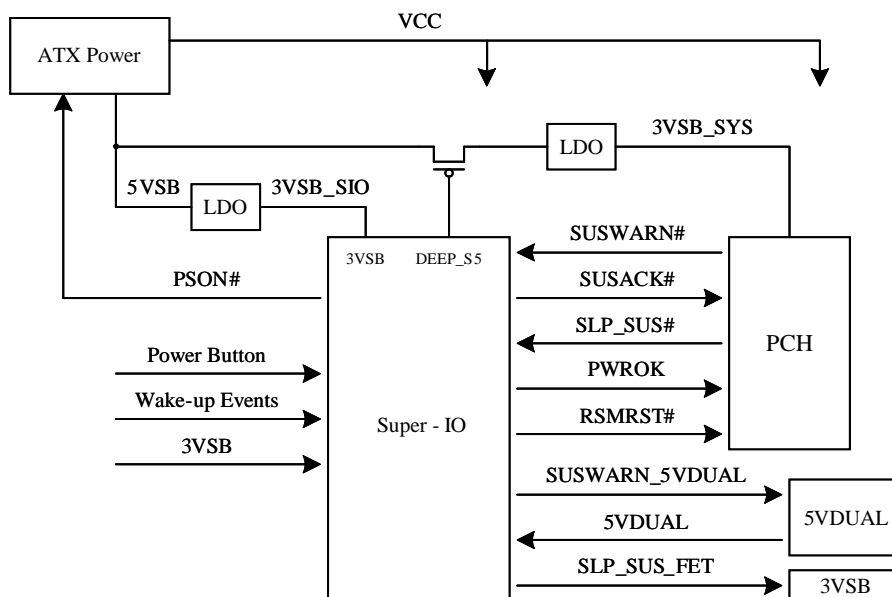 VCC
ATX Power
3VSB_SYS
LDO
5VSB
3VSB_SIO
LDO
3VSB
DEEP_S5
SUSWARN#
PSON#
SUSACK#
SLP_SUS#
PCH
Power Button
PWROK
Wake-up Events
Super - IO
RSMRST#
3VSB
SUSWARN_5VDUAL
5VDUAL
5VDUAL
SLP_SUS_FET
3VSB